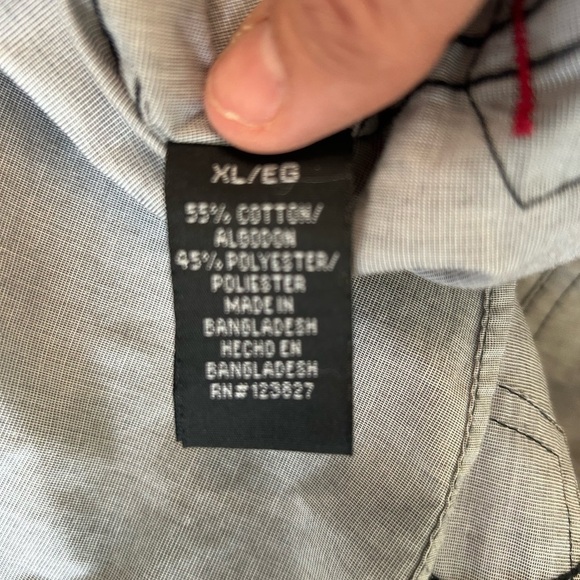 XL/EG
55% COTTON/
ALGODON
45% POLYESTER/
POLIESTER
MADE IN
BANGLADESH
HECHO EN
BANGLADESH
RN#123627